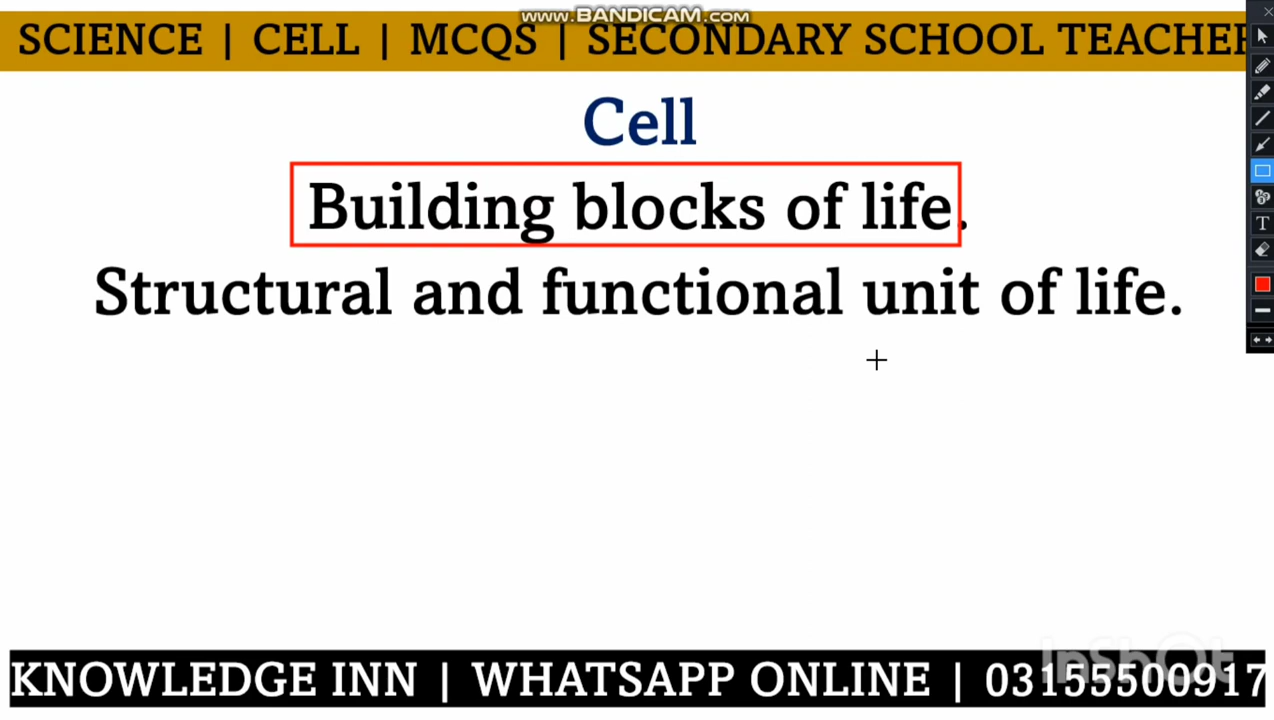 www.BANDICAM.com
SCIENCE | CELL | MCQS | SECONDARY SCHOOL TEACHER
Cell
Building blocks of life.
Structural and functional unit of life.
InShOt
KNOWLEDGE INN | WHATSAPP ONLINE | 03155500917